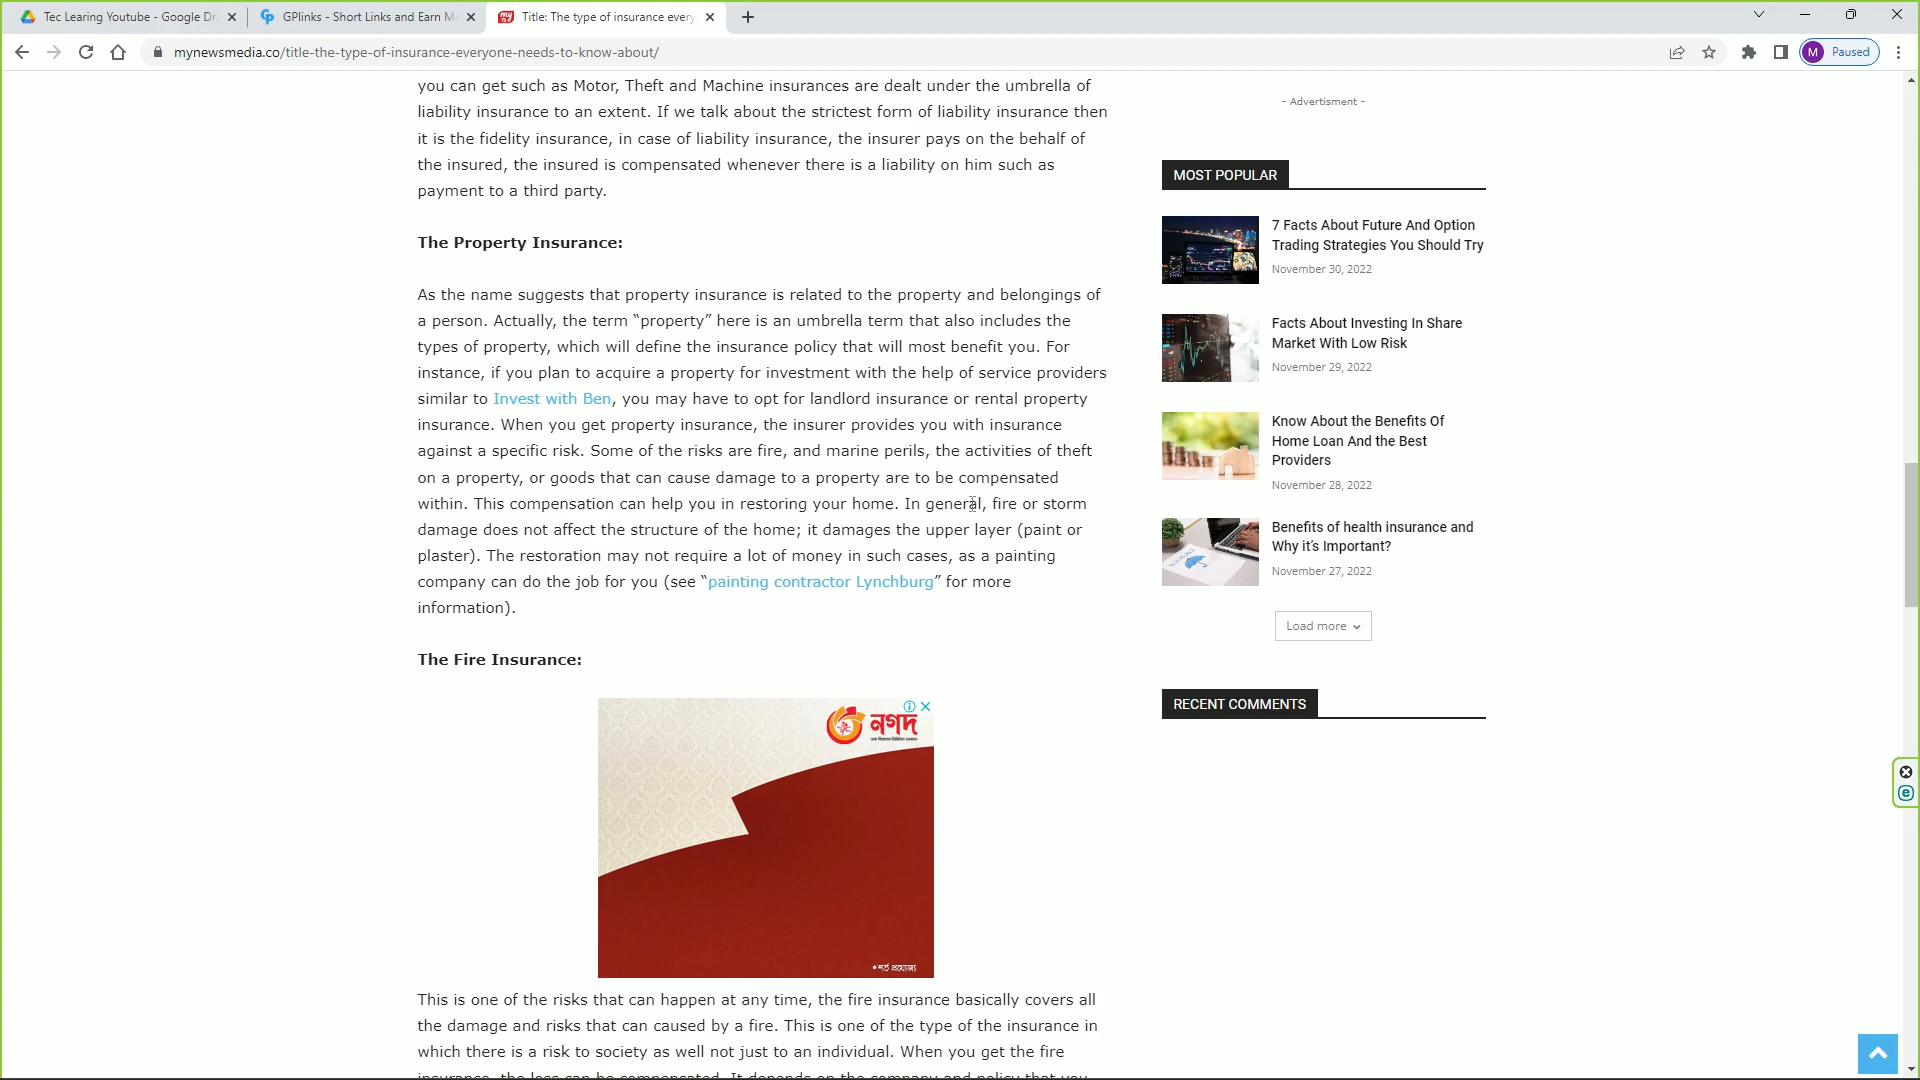 Tec Learing Youtube - Google Dr
GPlinks - Short Links and Earn M
Title: The type of insurance every
mynewsmedia.co/title-the-type-of-insurance-everyone-needs-to-know-about/
M Paused
you can get such as Motor, Theft and Machine insurances are dealt under the umbrella of
liability insurance to an extent. If we talk about the strictest form of liability insurance then
it is the fidelity insurance, in case of liability insurance, the insurer pays on the behalf of
the insured, the insured is compensated whenever there is a liability on him such as
payment to a third party.
The Property Insurance:
As the name suggests that property insurance is related to the property and belongings of
a person. Actually, the term “property” here is an umbrella term that also includes the
types of property, which will define the insurance policy that will most benefit you. For
instance, if you plan to acquire a property for investment with the help of service providers
similar to Invest with Ben, you may have to opt for landlord insurance or rental property
insurance. When you get property insurance, the insurer provides you with insurance
against a specific risk. Some of the risks are fire, and marine perils, the activities of theft
on a property, or goods that can cause damage to a property are to be compensated
within. This compensation can help you in restoring your home. In general, fire or storm
damage does not affect the structure of the home; it damages the upper layer (paint or
plaster). The restoration may not require a lot of money in such cases, as a painting
company can do the job for you (see “painting contractor Lynchburg” for more
information).
The Fire Insurance:
নগদ
*শর্ত প্রযোজ্য
This is one of the risks that can happen at any time, the fire insurance basically covers all
the damage and risks that can caused by a fire. This is one of the type of the insurance in
which there is a risk to society as well not just to an individual. When you get the fire
insurance, the loss can be compensated. It depends on the company and policy that you
- Advertisment -
MOST POPULAR
7 Facts About Future And Option
Trading Strategies You Should Try
November 30, 2022
Facts About Investing In Share
Market With Low Risk
November 29, 2022
Know About the Benefits Of
Home Loan And the Best
Providers
November 28, 2022
Benefits of health insurance and
Why it’s Important?
November 27, 2022
Load more
RECENT COMMENTS